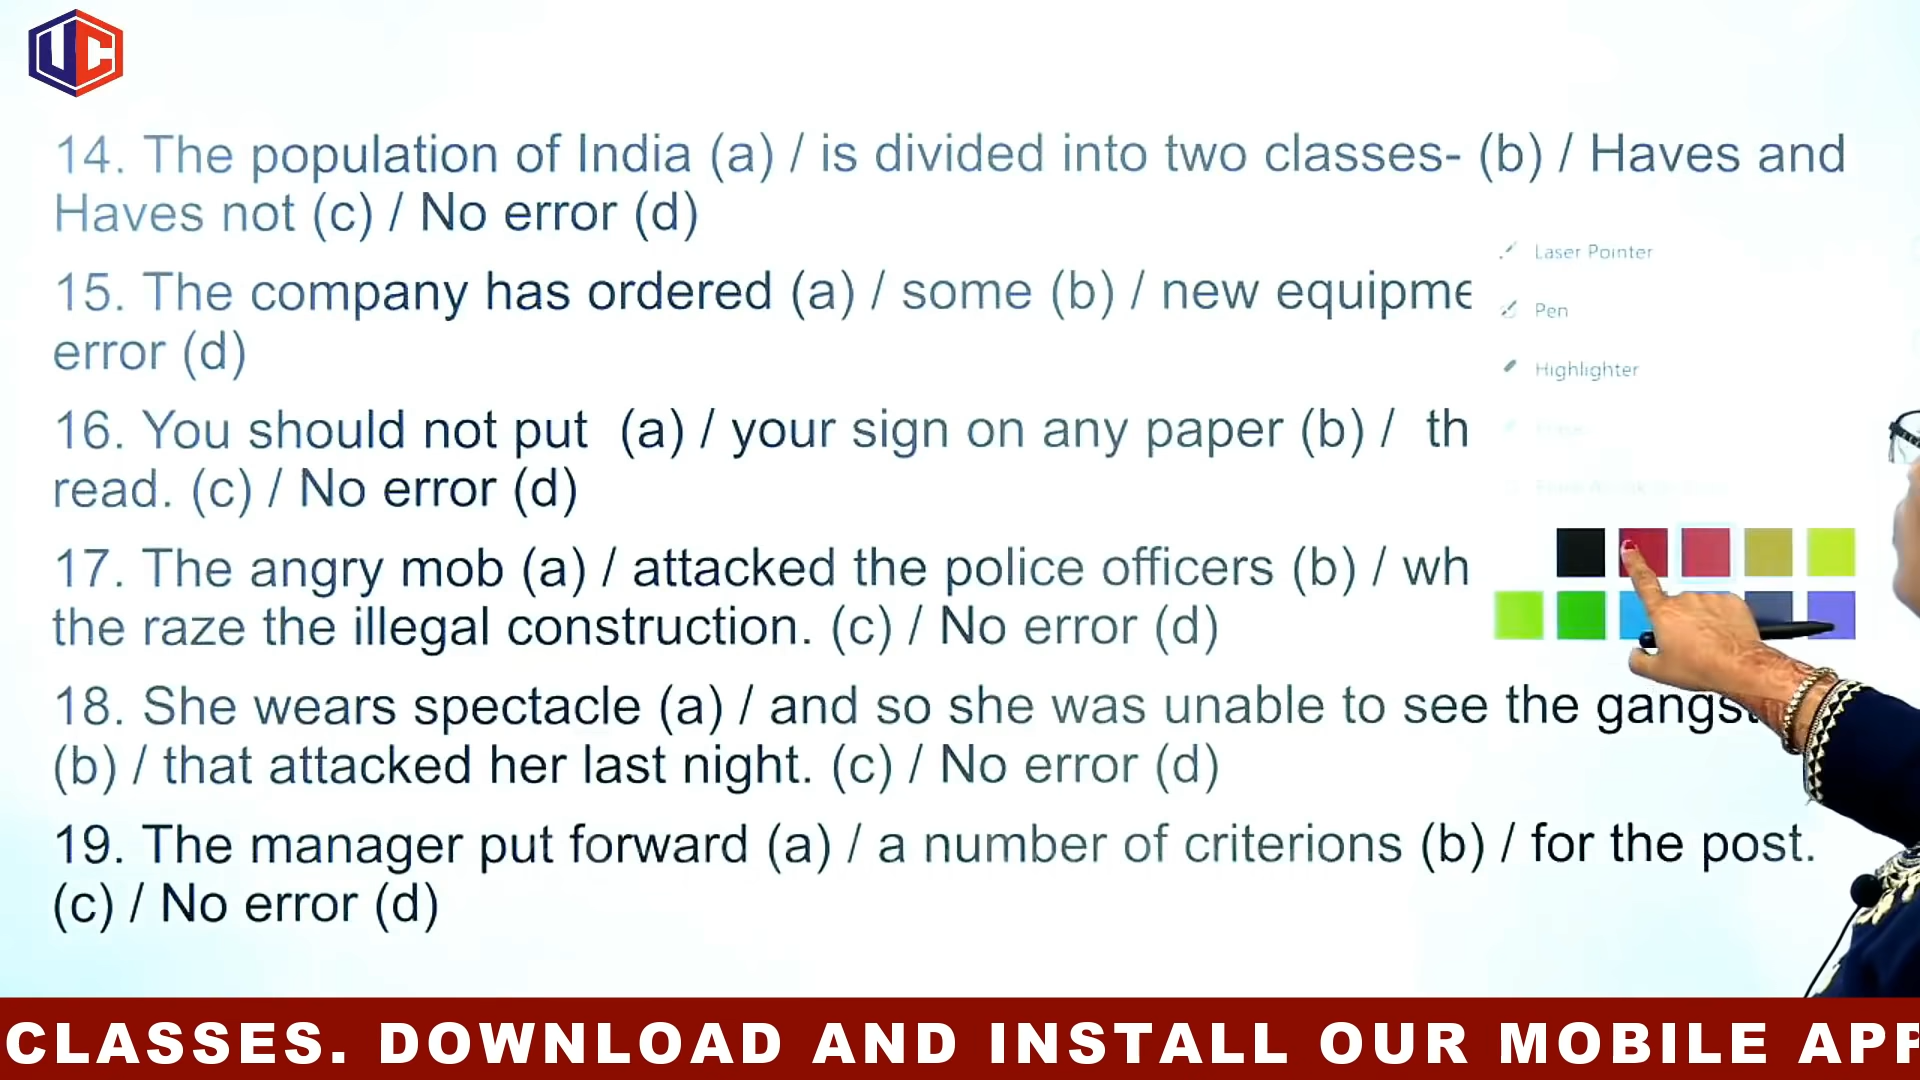 UC
14. The population of India (a) / is divided into two classes- (b) / Haves and
Haves not (c) / No error (d)
Laser Pointer
15. The company has ordered (a) / some (b) / new equipme
Pen
error (d)
Highlighter
16. You should not put (a) / your sign on any paper (b) / th
read. (c) / No error (d)
17. The angry mob (a) / attacked the police officers (b) / wh
the raze the illegal construction. (c) / No error (d)
18. She wears spectacle (a) / and so she was unable to see the gangs
(b) / that attacked her last night. (c) / No error (d)
19. The manager put forward (a) / a number of criterions (b) / for the post.
(c) / No error (d)
CLASSES. DOWNLOAD AND INSTALL OUR MOBILE APP